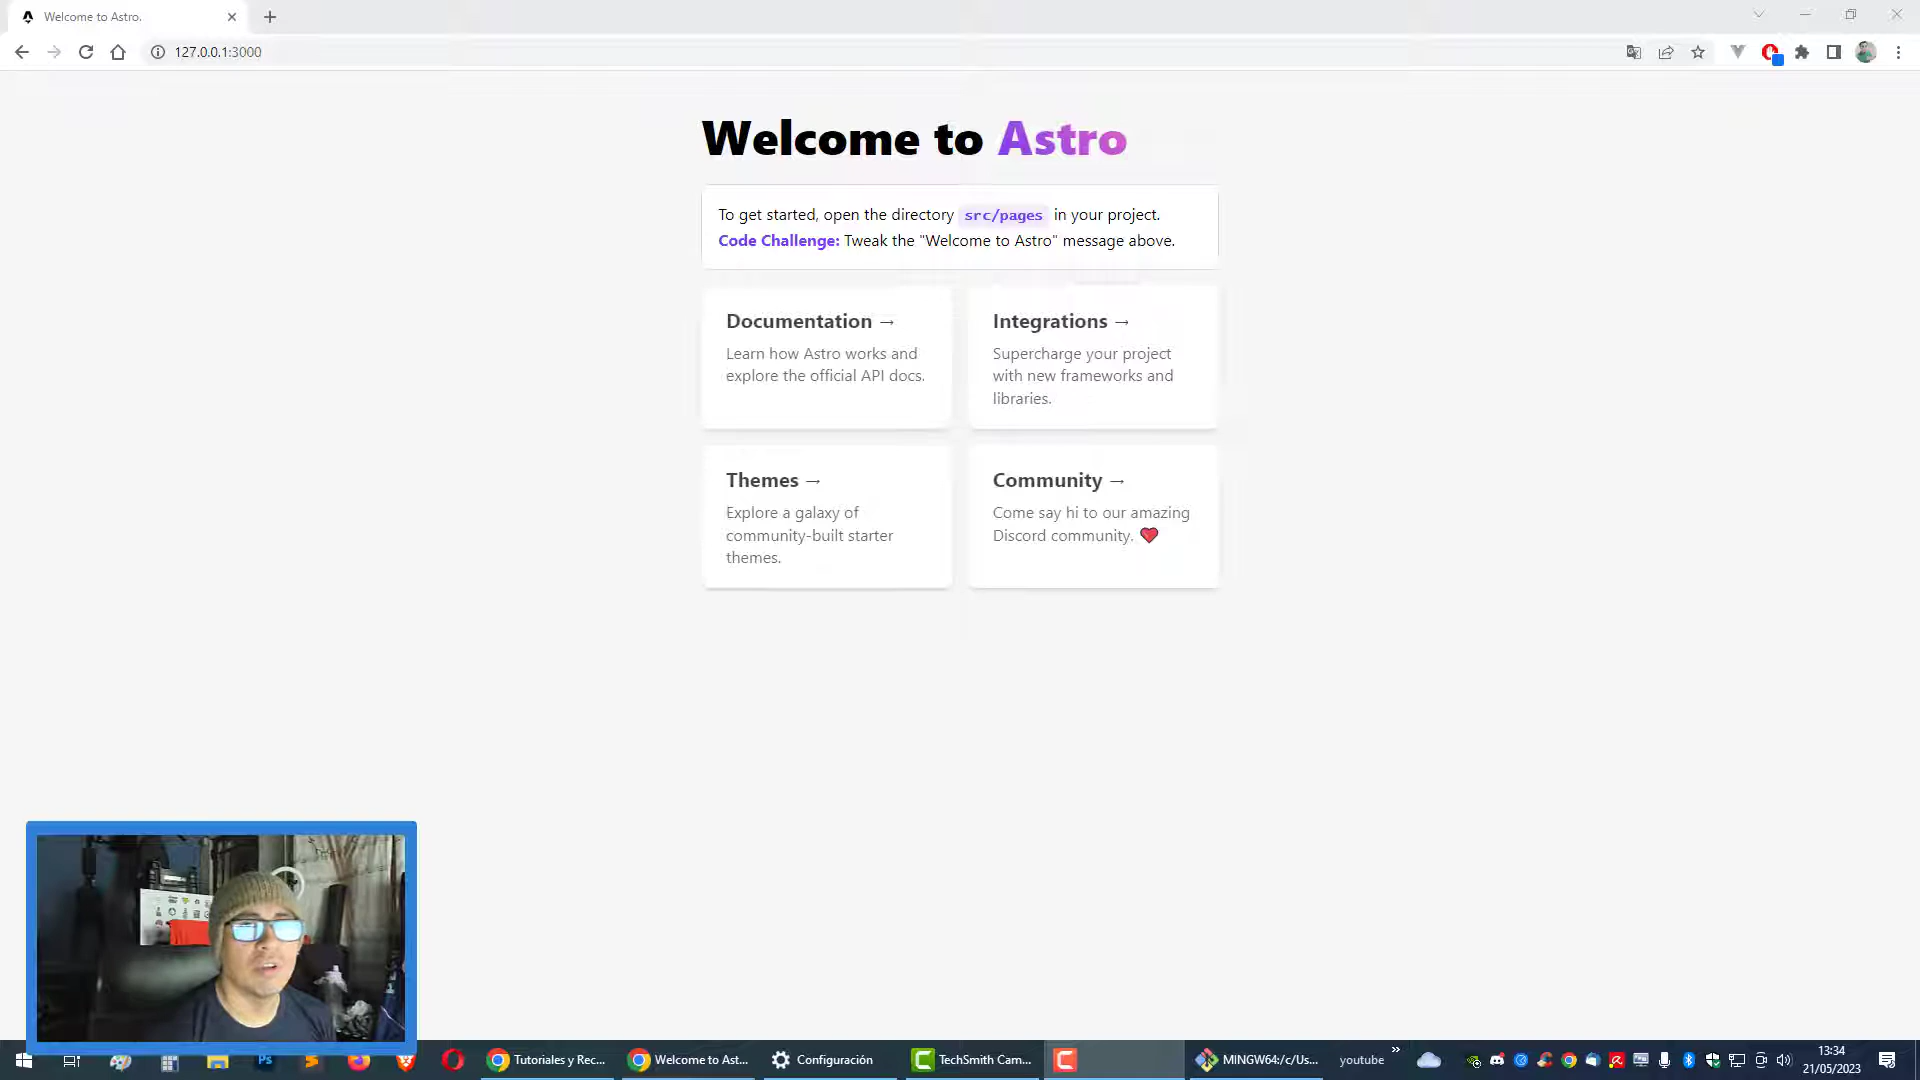 Welcome to Astro.
127.0.0.1:3000
Welcome to Astro
To get started, open the directory src/pages in your project.
Code Challenge: Tweak the "Welcome to Astro" message above.
Documentation →
Learn how Astro works and
explore the official API docs.
Integrations →
Supercharge your project
with new frameworks and
libraries.
Themes →
Explore a galaxy of
community-built starter
themes.
Community →
Come say hi to our amazing
Discord community. ❤️
Ps
Tutoriales y Rec...
Welcome to Ast...
Configuración
TechSmith Cam...
MINGW64:/c/Us...
youtube
13:34
21/05/2023